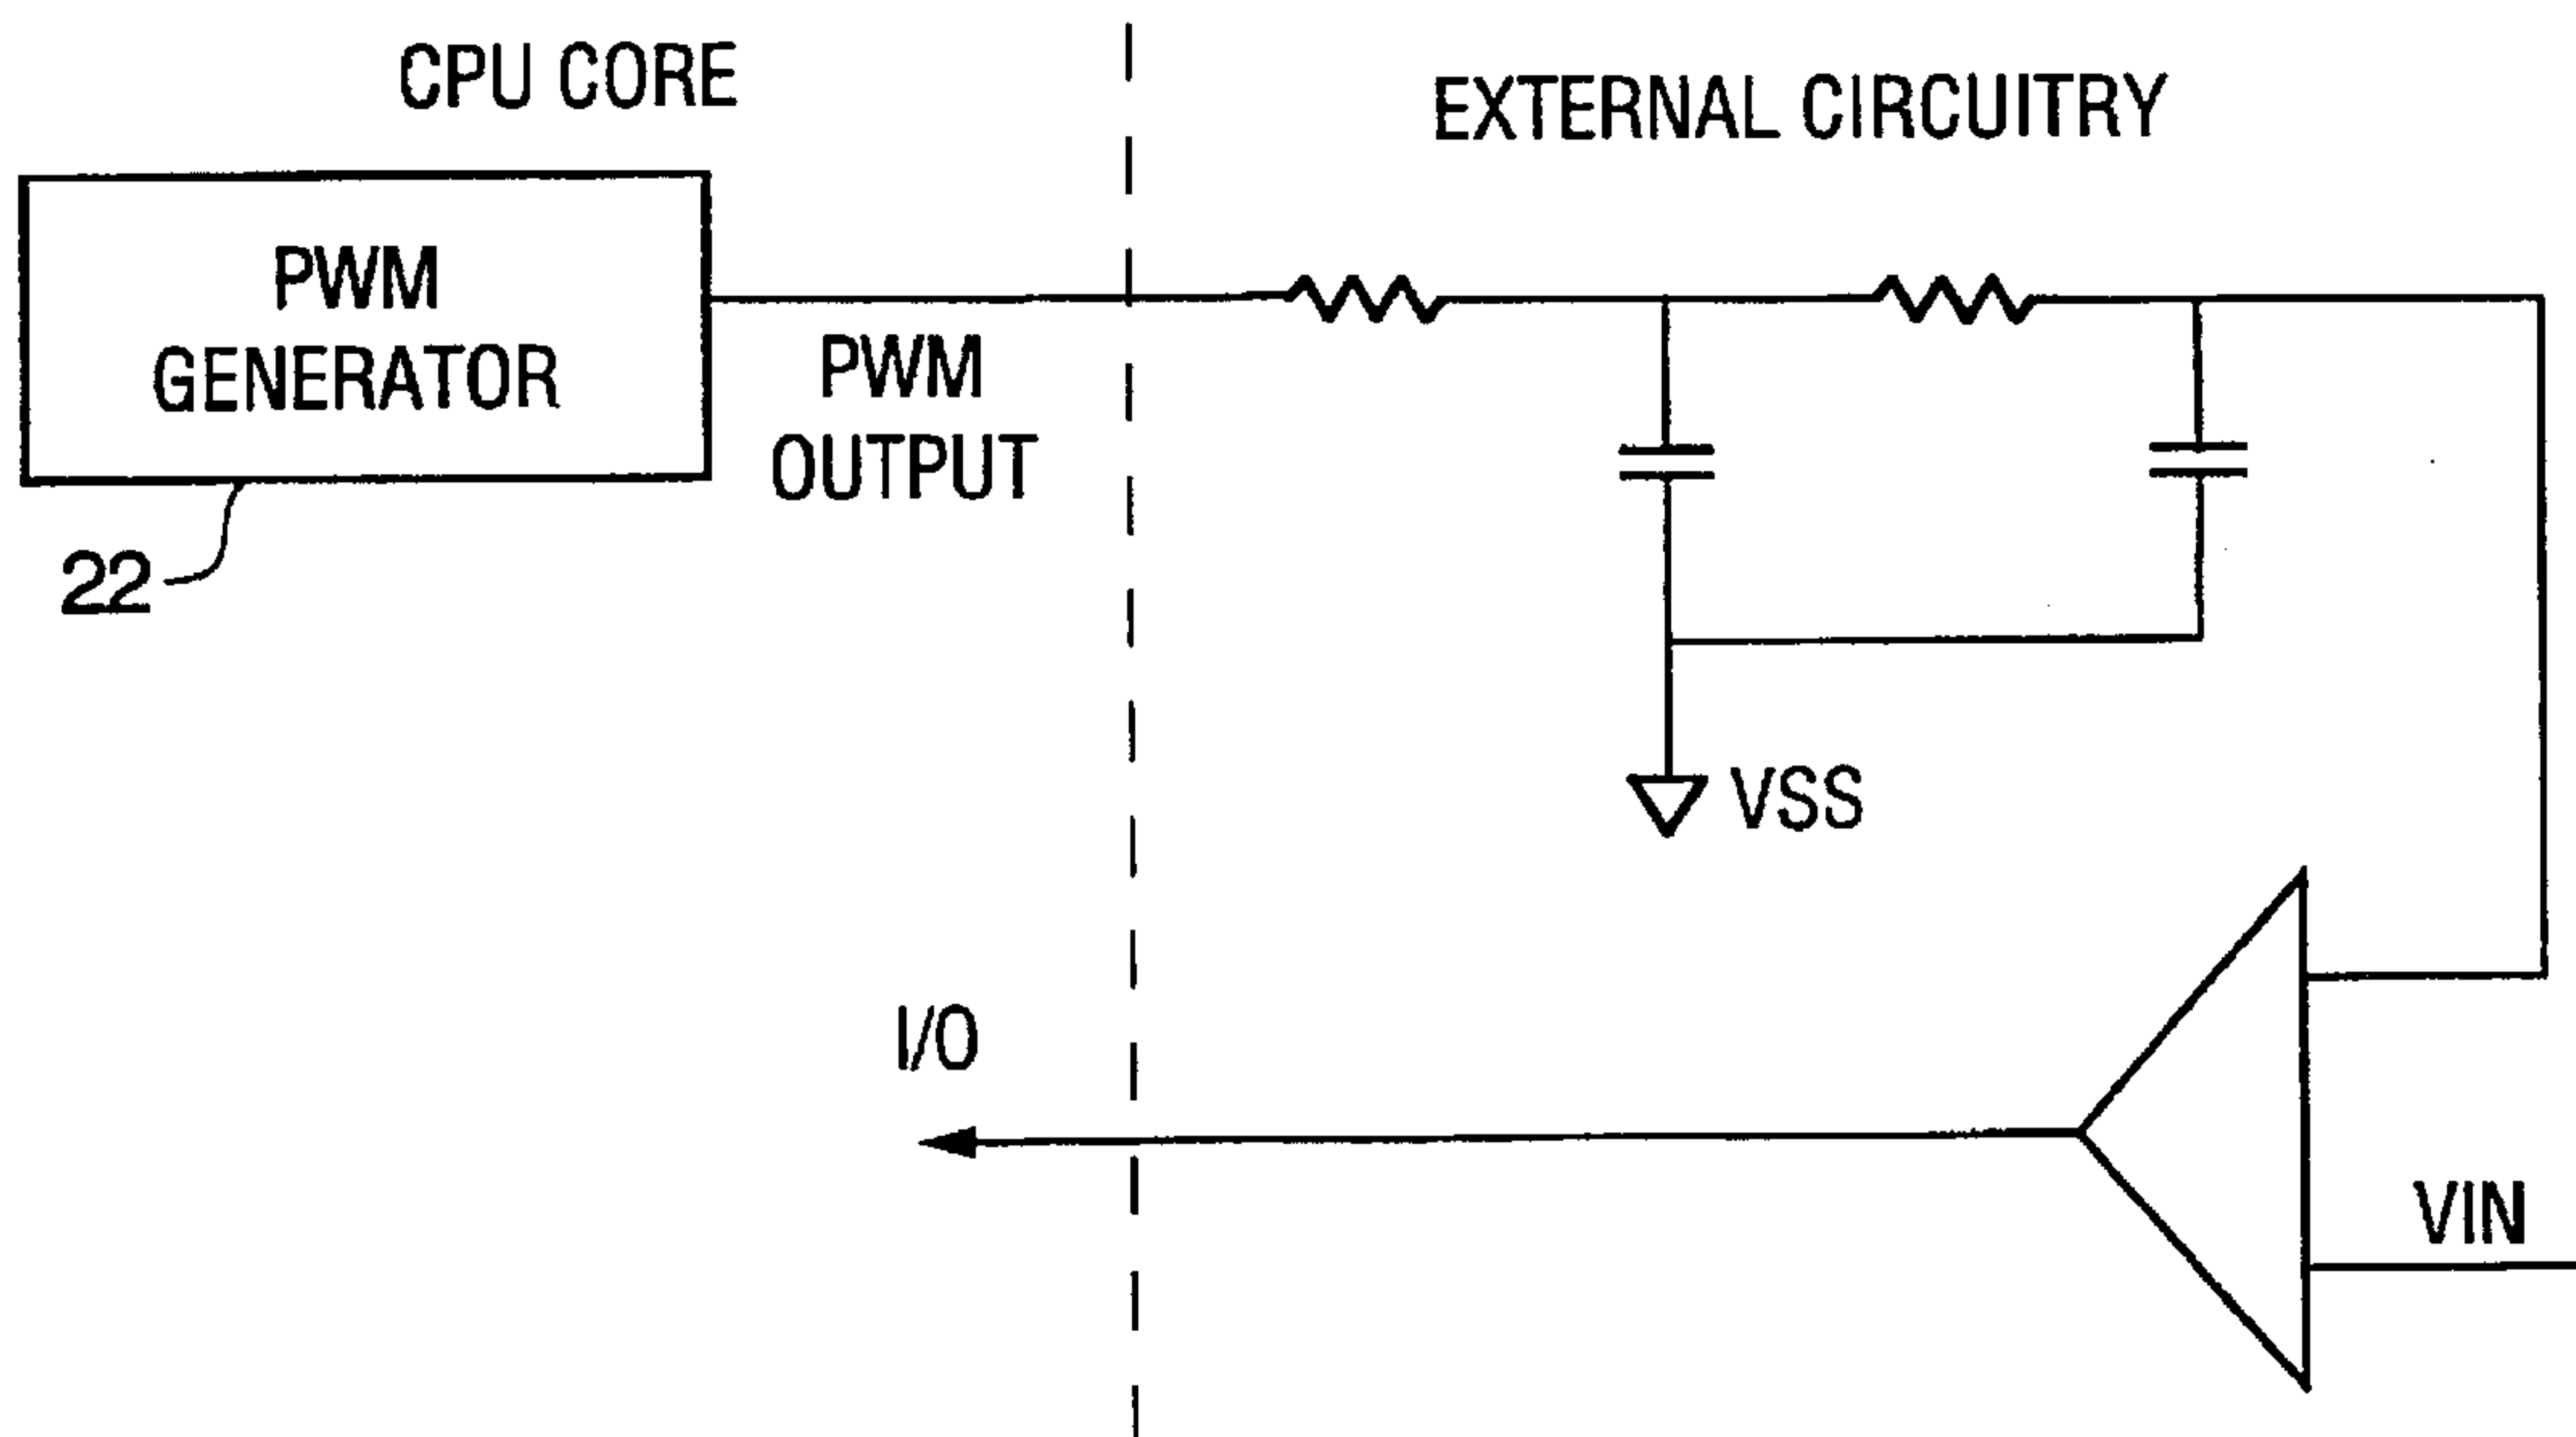 CPU CORE
EXTERNAL CIRCUITRY
PWM
GENERATOR
PWM
OUTPUT
22
VSS
I/O
VIN